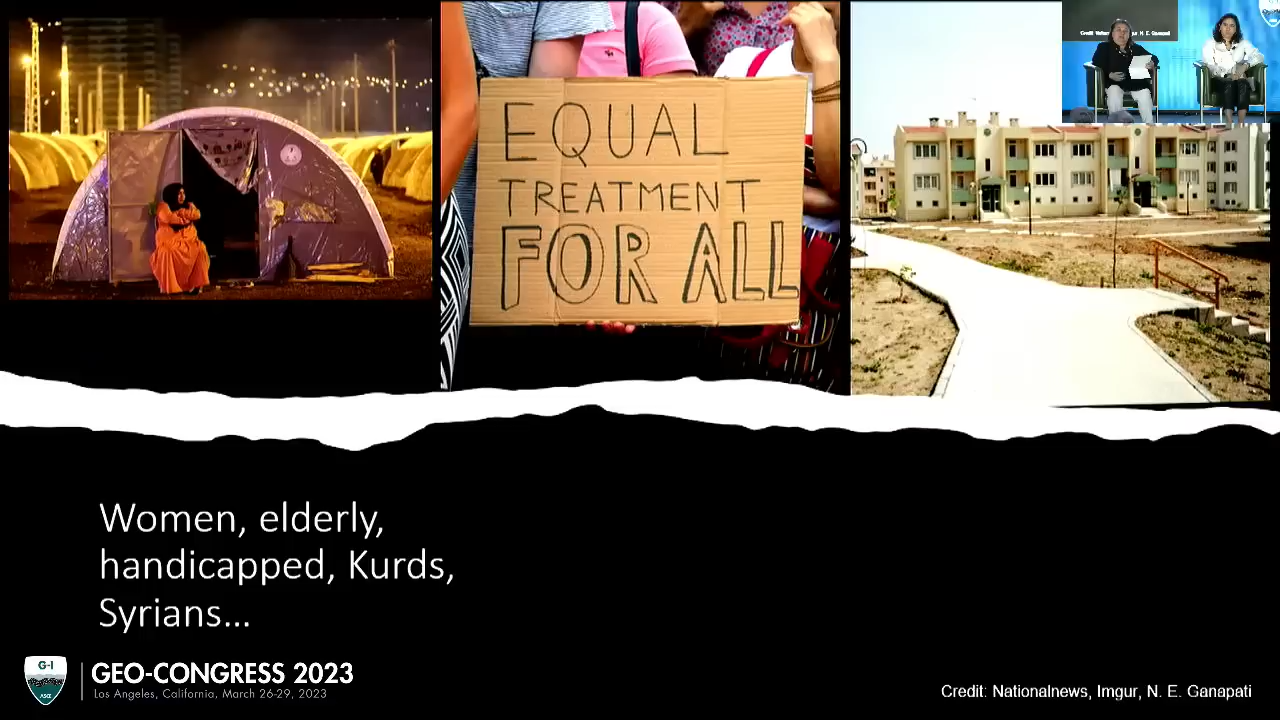 EQUAL
TREATMENT
FOR ALL
Women, elderly,
handicapped, Kurds,
Syrians...
G-I
ASCE
GEO-CONGRESS 2023
Los Angeles, California, March 26-29, 2023
Credit: Nationalnews, Imgur, N. E. Ganapati